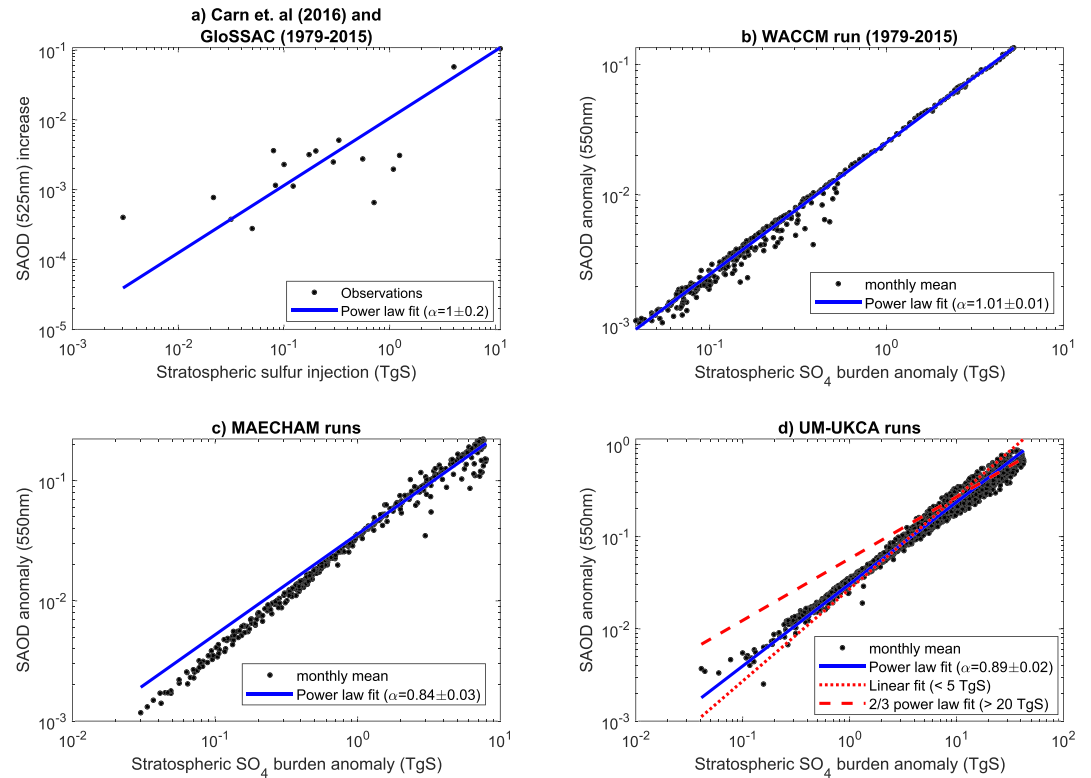 a) Carn et. al (2016) and
GloSSAC (1979-2015)
10^-1
10^-2
10^-3
10^-4
10^-5
SAOD (525nm) increase
Observations
Power law fit (α=1±0.2)
10^-3
10^-2
10^-1
10^0
10^1
Stratospheric sulfur injection (TgS)
b) WACCM run (1979-2015)
10^-1
10^-2
10^-3
SAOD anomaly (550nm)
monthly mean
Power law fit (α=1.01±0.01)
10^-1
10^0
10^1
Stratospheric SO4 burden anomaly (TgS)
c) MAECHAM runs
10^-1
10^-2
10^-3
SAOD anomaly (550nm)
monthly mean
Power law fit (α=0.84±0.03)
10^-2
10^-1
10^0
10^1
Stratospheric SO4 burden anomaly (TgS)
d) UM-UKCA runs
10^0
10^-1
10^-2
10^-3
SAOD anomaly (550nm)
monthly mean
Power law fit (α=0.89±0.02)
Linear fit (< 5 TgS)
2/3 power law fit (> 20 TgS)
10^-2
10^-1
10^0
10^1
10^2
Stratospheric SO4 burden anomaly (TgS)